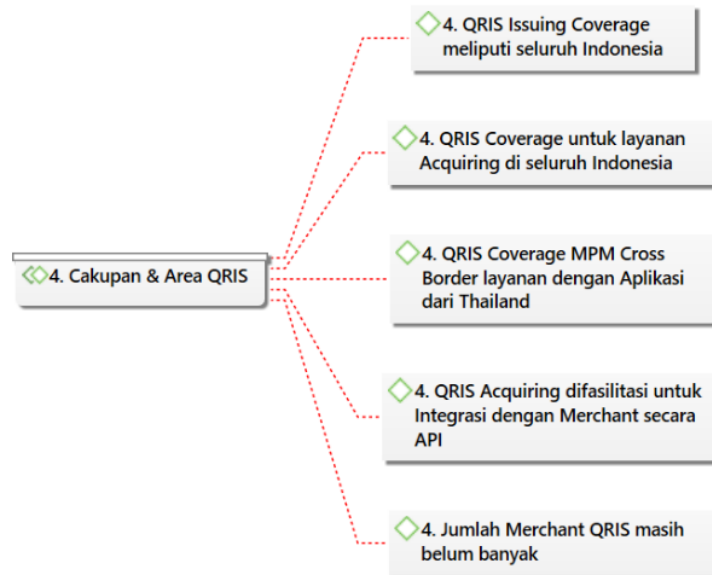 4. QRIS Issuing Coverage
meliputi seluruh Indonesia
4. QRIS Coverage untuk layanan
Acquiring di seluruh Indonesia
4. Cakupan & Area QRIS
4. QRIS Coverage MPM Cross
Border layanan dengan Aplikasi
dari Thailand
4. QRIS Acquiring difasilitasi untuk
Integrasi dengan Merchant secara
API
4. Jumlah Merchant QRIS masih
belum banyak